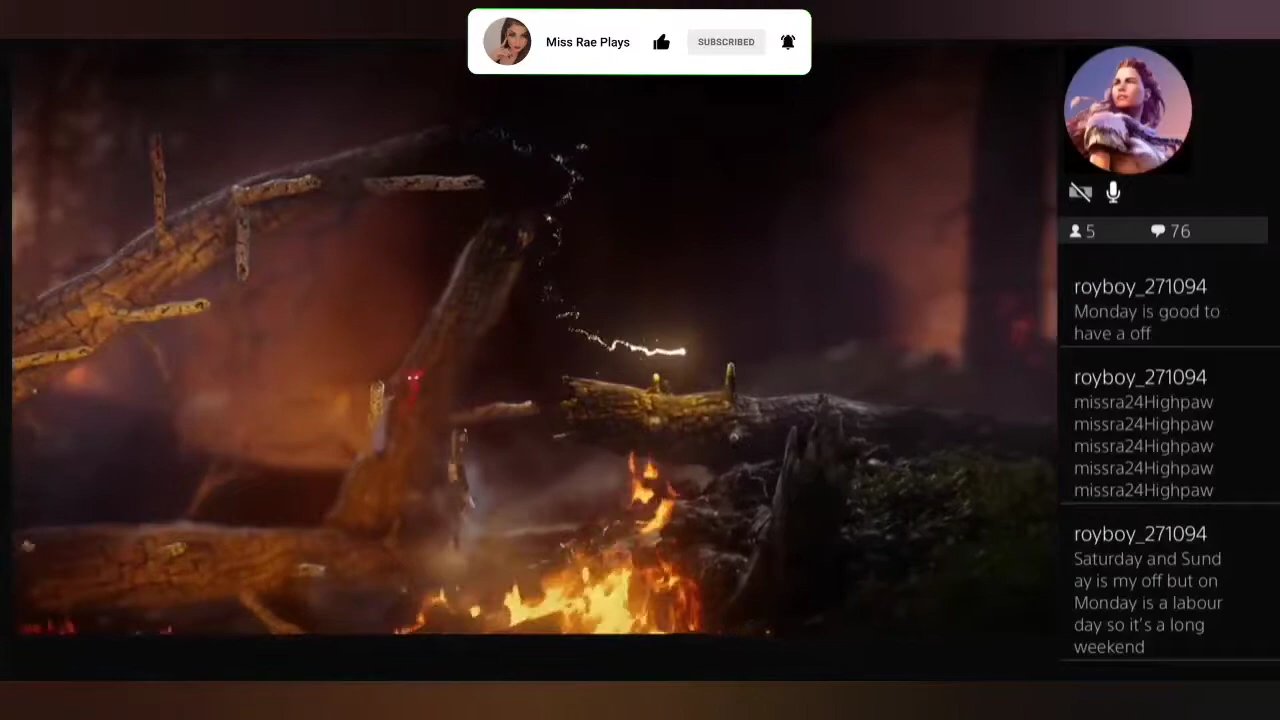 Miss Rae Plays
SUBSCRIBED
5
76
royboy_271094
Monday is good to
have a off
royboy_271094
missra24Highpaw
missra24Highpaw
missra24Highpaw
missra24Highpaw
missra24Highpaw
royboy_271094
Saturday and Sund
ay is my off but on
Monday is a labour
day so it's a long
weekend